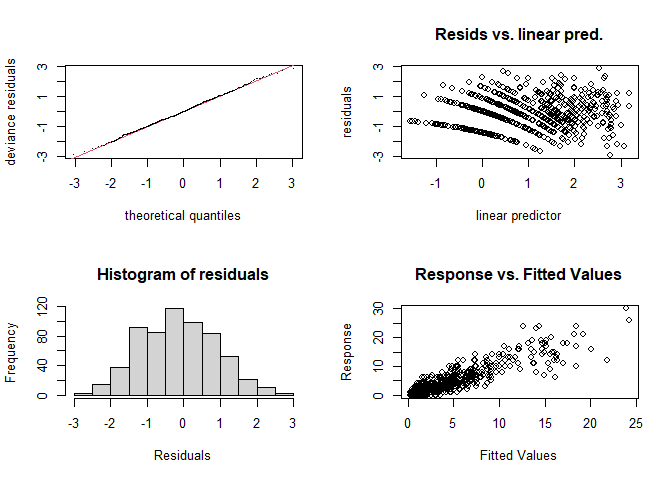 deviance residuals
3
1
-1
-3
-3 -2 -1 0 1 2 3
theoretical quantiles
Resids vs. linear pred.
residuals
3
1
-1
-3
-1 0 1 2 3
linear predictor
Histogram of residuals
Frequency
120
80
40
0
-3 -2 -1 0 1 2 3
Residuals
Response vs. Fitted Values
Response
30
20
10
0
0 5 10 15 20 25
Fitted Values